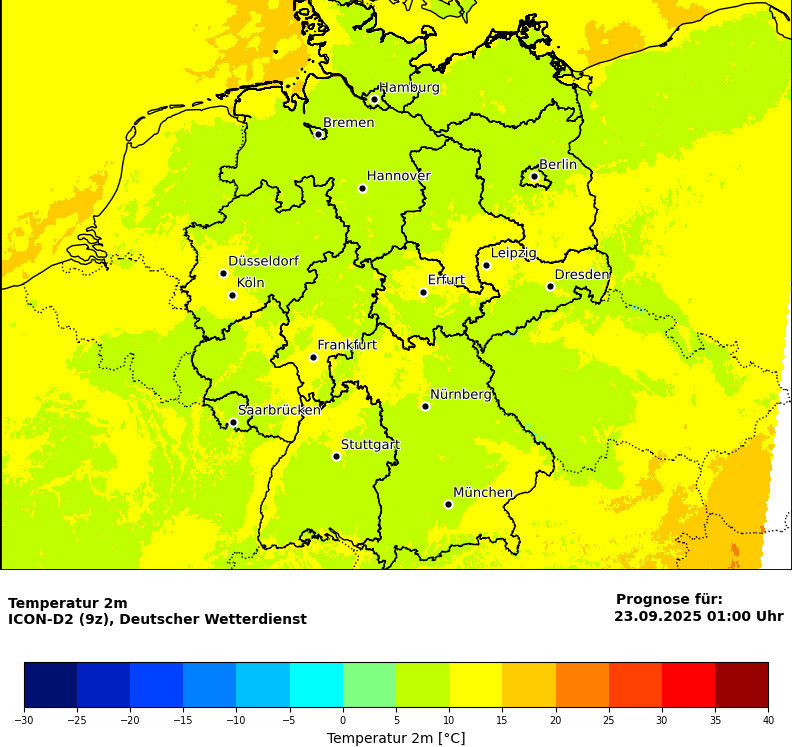 Hamburg
Bremen
Berlin
Hannover
Leipzig
Düsseldorf
Dresden
Erfurt
Köln
Frankfurt
Nürnberg
Saarbrücken
Stuttgart
München
Temperatur 2m
ICON-D2 (9z), Deutscher Wetterdienst
Prognose für:
23.09.2025 01:00 Uhr
−30 −25 −20 −15 −10 −5 0 5 10 15 20 25 30 35 40
Temperatur 2m [°C]